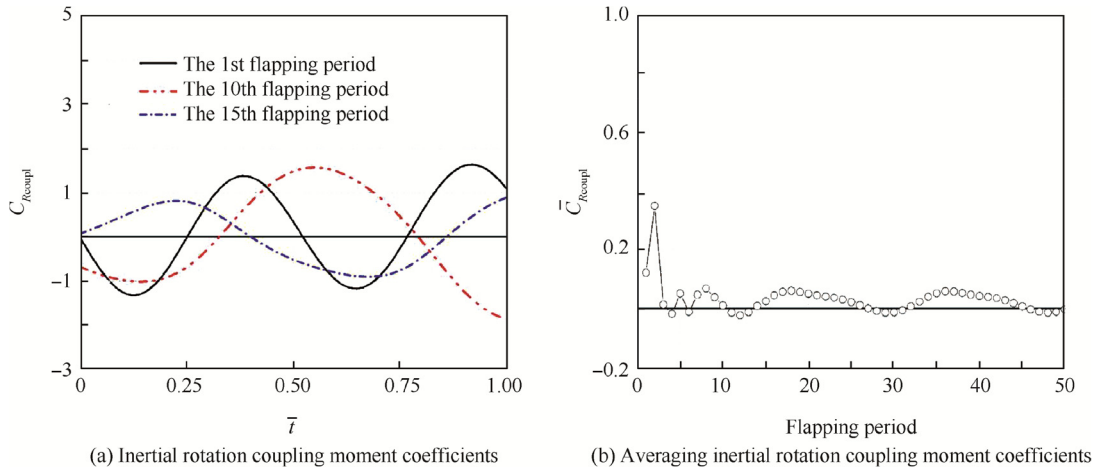 5
3
1
−1
−3
C_Rcoupl
The 1st flapping period
The 10th flapping period
The 15th flapping period
0
0.25
0.50
0.75
1.00
t̅
(a) Inertial rotation coupling moment coefficients
1.0
0.6
0.2
−0.2
C̅_Rcoupl
0
10
20
30
40
50
Flapping period
(b) Averaging inertial rotation coupling moment coefficients